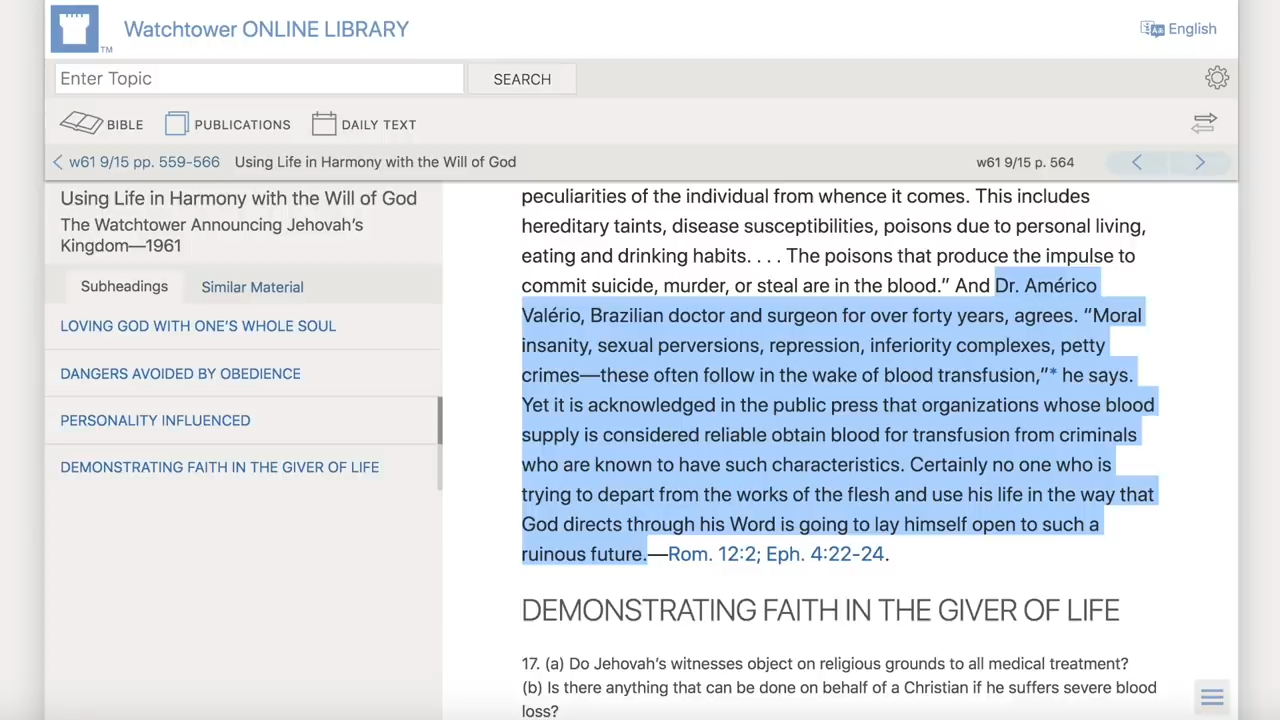 Watchtower ONLINE LIBRARY
TM
English
Enter Topic
SEARCH
BIBLE
PUBLICATIONS
DAILY TEXT
w61 9/15 pp. 559-566
Using Life in Harmony with the Will of God
w61 9/15 p. 564
Using Life in Harmony with the Will of God
The Watchtower Announcing Jehovah’s
Kingdom—1961
Subheadings
Similar Material
LOVING GOD WITH ONE’S WHOLE SOUL
DANGERS AVOIDED BY OBEDIENCE
PERSONALITY INFLUENCED
DEMONSTRATING FAITH IN THE GIVER OF LIFE
peculiarities of the individual from whence it comes. This includes
hereditary taints, disease susceptibilities, poisons due to personal living,
eating and drinking habits. . . . The poisons that produce the impulse to
commit suicide, murder, or steal are in the blood.” And Dr. Américo
Valério, Brazilian doctor and surgeon for over forty years, agrees. “Moral
insanity, sexual perversions, repression, inferiority complexes, petty
crimes—these often follow in the wake of blood transfusion,”* he says.
Yet it is acknowledged in the public press that organizations whose blood
supply is considered reliable obtain blood for transfusion from criminals
who are known to have such characteristics. Certainly no one who is
trying to depart from the works of the flesh and use his life in the way that
God directs through his Word is going to lay himself open to such a
ruinous future.—Rom. 12:2; Eph. 4:22-24.
DEMONSTRATING FAITH IN THE GIVER OF LIFE
17. (a) Do Jehovah’s witnesses object on religious grounds to all medical treatment?
(b) Is there anything that can be done on behalf of a Christian if he suffers severe blood
loss?